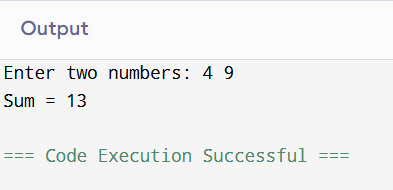 Output
Enter two numbers: 4 9
Sum = 13
=== Code Execution Successful ===